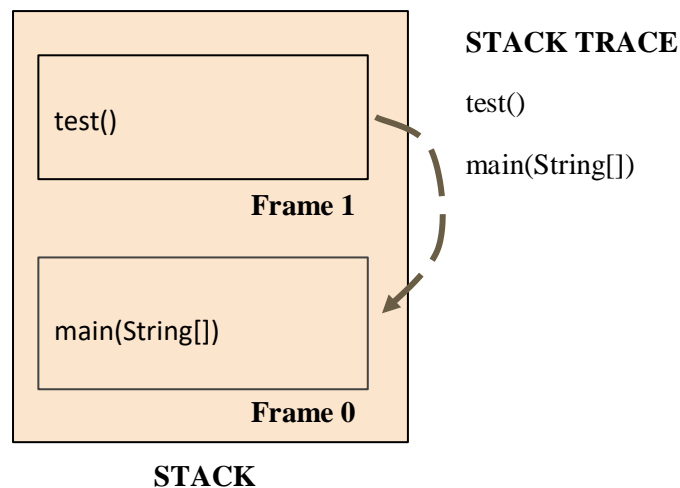 test()
Frame 1
main(String[])
Frame 0
STACK
STACK TRACE
test()
main(String[])